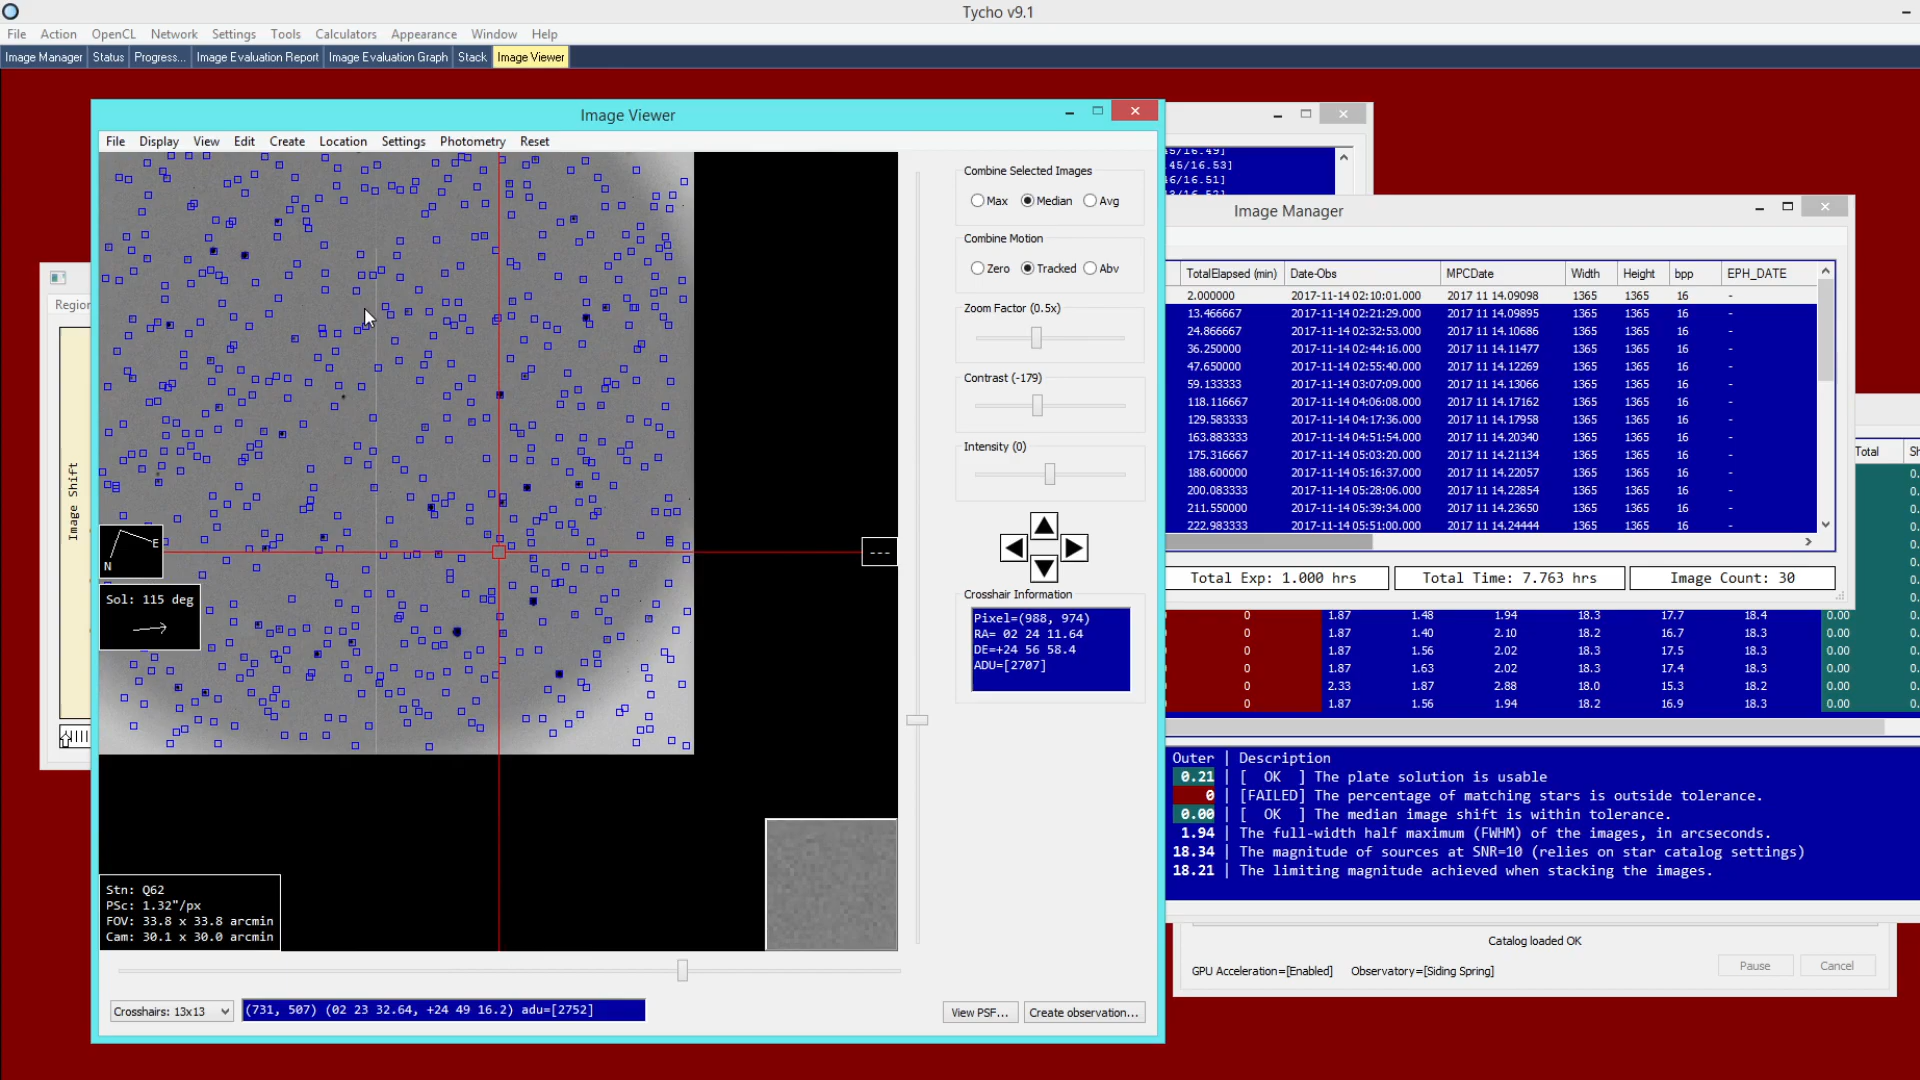 Tycho v9.1
File Action OpenCL Network Settings Tools Calculators Appearance Window Help
Image Manager Status Progress... Image Evaluation Report Image Evaluation Graph Stack Image Viewer
Image Viewer
File Display View Edit Create Location Settings Photometry Reset
Combine Selected Images
Max Median Avg
Combine Motion
Zero Tracked Abv
Zoom Factor (0.5x)
Contrast (-179)
Intensity (0)
Crosshair Information
Pixel=(988, 974)
RA= 02 24 11.64
DE=+24 56 58.4
ADU=[2707]
E
N
Sol: 115 deg
---
Stn: Q62
PSc: 1.32"/px
FOV: 33.8 x 33.8 arcmin
Cam: 30.1 x 30.0 arcmin
Crosshairs: 13x13
(731, 507) (02 23 32.64, +24 49 16.2) adu=[2752]
View PSF... Create observation...
Region
Image Shift
45/16.53]
46/16.51]
Image Manager
TotalElapsed (min) Date-Obs MPCDate Width Height bpp EPH_DATE
2.000000 2017-11-14 02:10:01.000 2017 11 14.09098 1365 1365 16 -
13.466667 2017-11-14 02:21:29.000 2017 11 14.09895 1365 1365 16 -
24.866667 2017-11-14 02:32:53.000 2017 11 14.10686 1365 1365 16 -
36.250000 2017-11-14 02:44:16.000 2017 11 14.11477 1365 1365 16 -
47.650000 2017-11-14 02:55:40.000 2017 11 14.12269 1365 1365 16 -
59.133333 2017-11-14 03:07:09.000 2017 11 14.13066 1365 1365 16 -
118.116667 2017-11-14 04:06:08.000 2017 11 14.17162 1365 1365 16 -
129.583333 2017-11-14 04:17:36.000 2017 11 14.17958 1365 1365 16 -
163.883333 2017-11-14 04:51:54.000 2017 11 14.20340 1365 1365 16 -
175.316667 2017-11-14 05:03:20.000 2017 11 14.21134 1365 1365 16 -
188.600000 2017-11-14 05:16:37.000 2017 11 14.22057 1365 1365 16 -
200.083333 2017-11-14 05:28:06.000 2017 11 14.22854 1365 1365 16 -
211.550000 2017-11-14 05:39:34.000 2017 11 14.23650 1365 1365 16 -
222.983333 2017-11-14 05:51:00.000 2017 11 14.24444 1365 1365 16 -
Total Exp: 1.000 hrs Total Time: 7.763 hrs Image Count: 30
Total Sh
0 1.87 1.48 1.94 18.3 17.7 18.4 0.00 0.
0 1.87 1.40 2.10 18.2 16.7 18.3 0.00 0.
0 1.87 1.56 2.02 18.3 17.5 18.3 0.00 0.
0 1.87 1.63 2.02 18.3 17.4 18.3 0.00 0.
0 2.33 1.87 2.88 18.0 15.3 18.2 0.00 0.
0 1.87 1.56 1.94 18.2 16.9 18.3 0.00 0.
Outer | Description
0.21 | [ OK ] The plate solution is usable
0 | [FAILED] The percentage of matching stars is outside tolerance.
0.00 | [ OK ] The median image shift is within tolerance.
1.94 | The full-width half maximum (FWHM) of the images, in arcseconds.
18.34 | The magnitude of sources at SNR=10 (relies on star catalog settings)
18.21 | The limiting magnitude achieved when stacking the images.
Catalog loaded OK
GPU Acceleration=[Enabled] Observatory=[Siding Spring] Pause Cancel